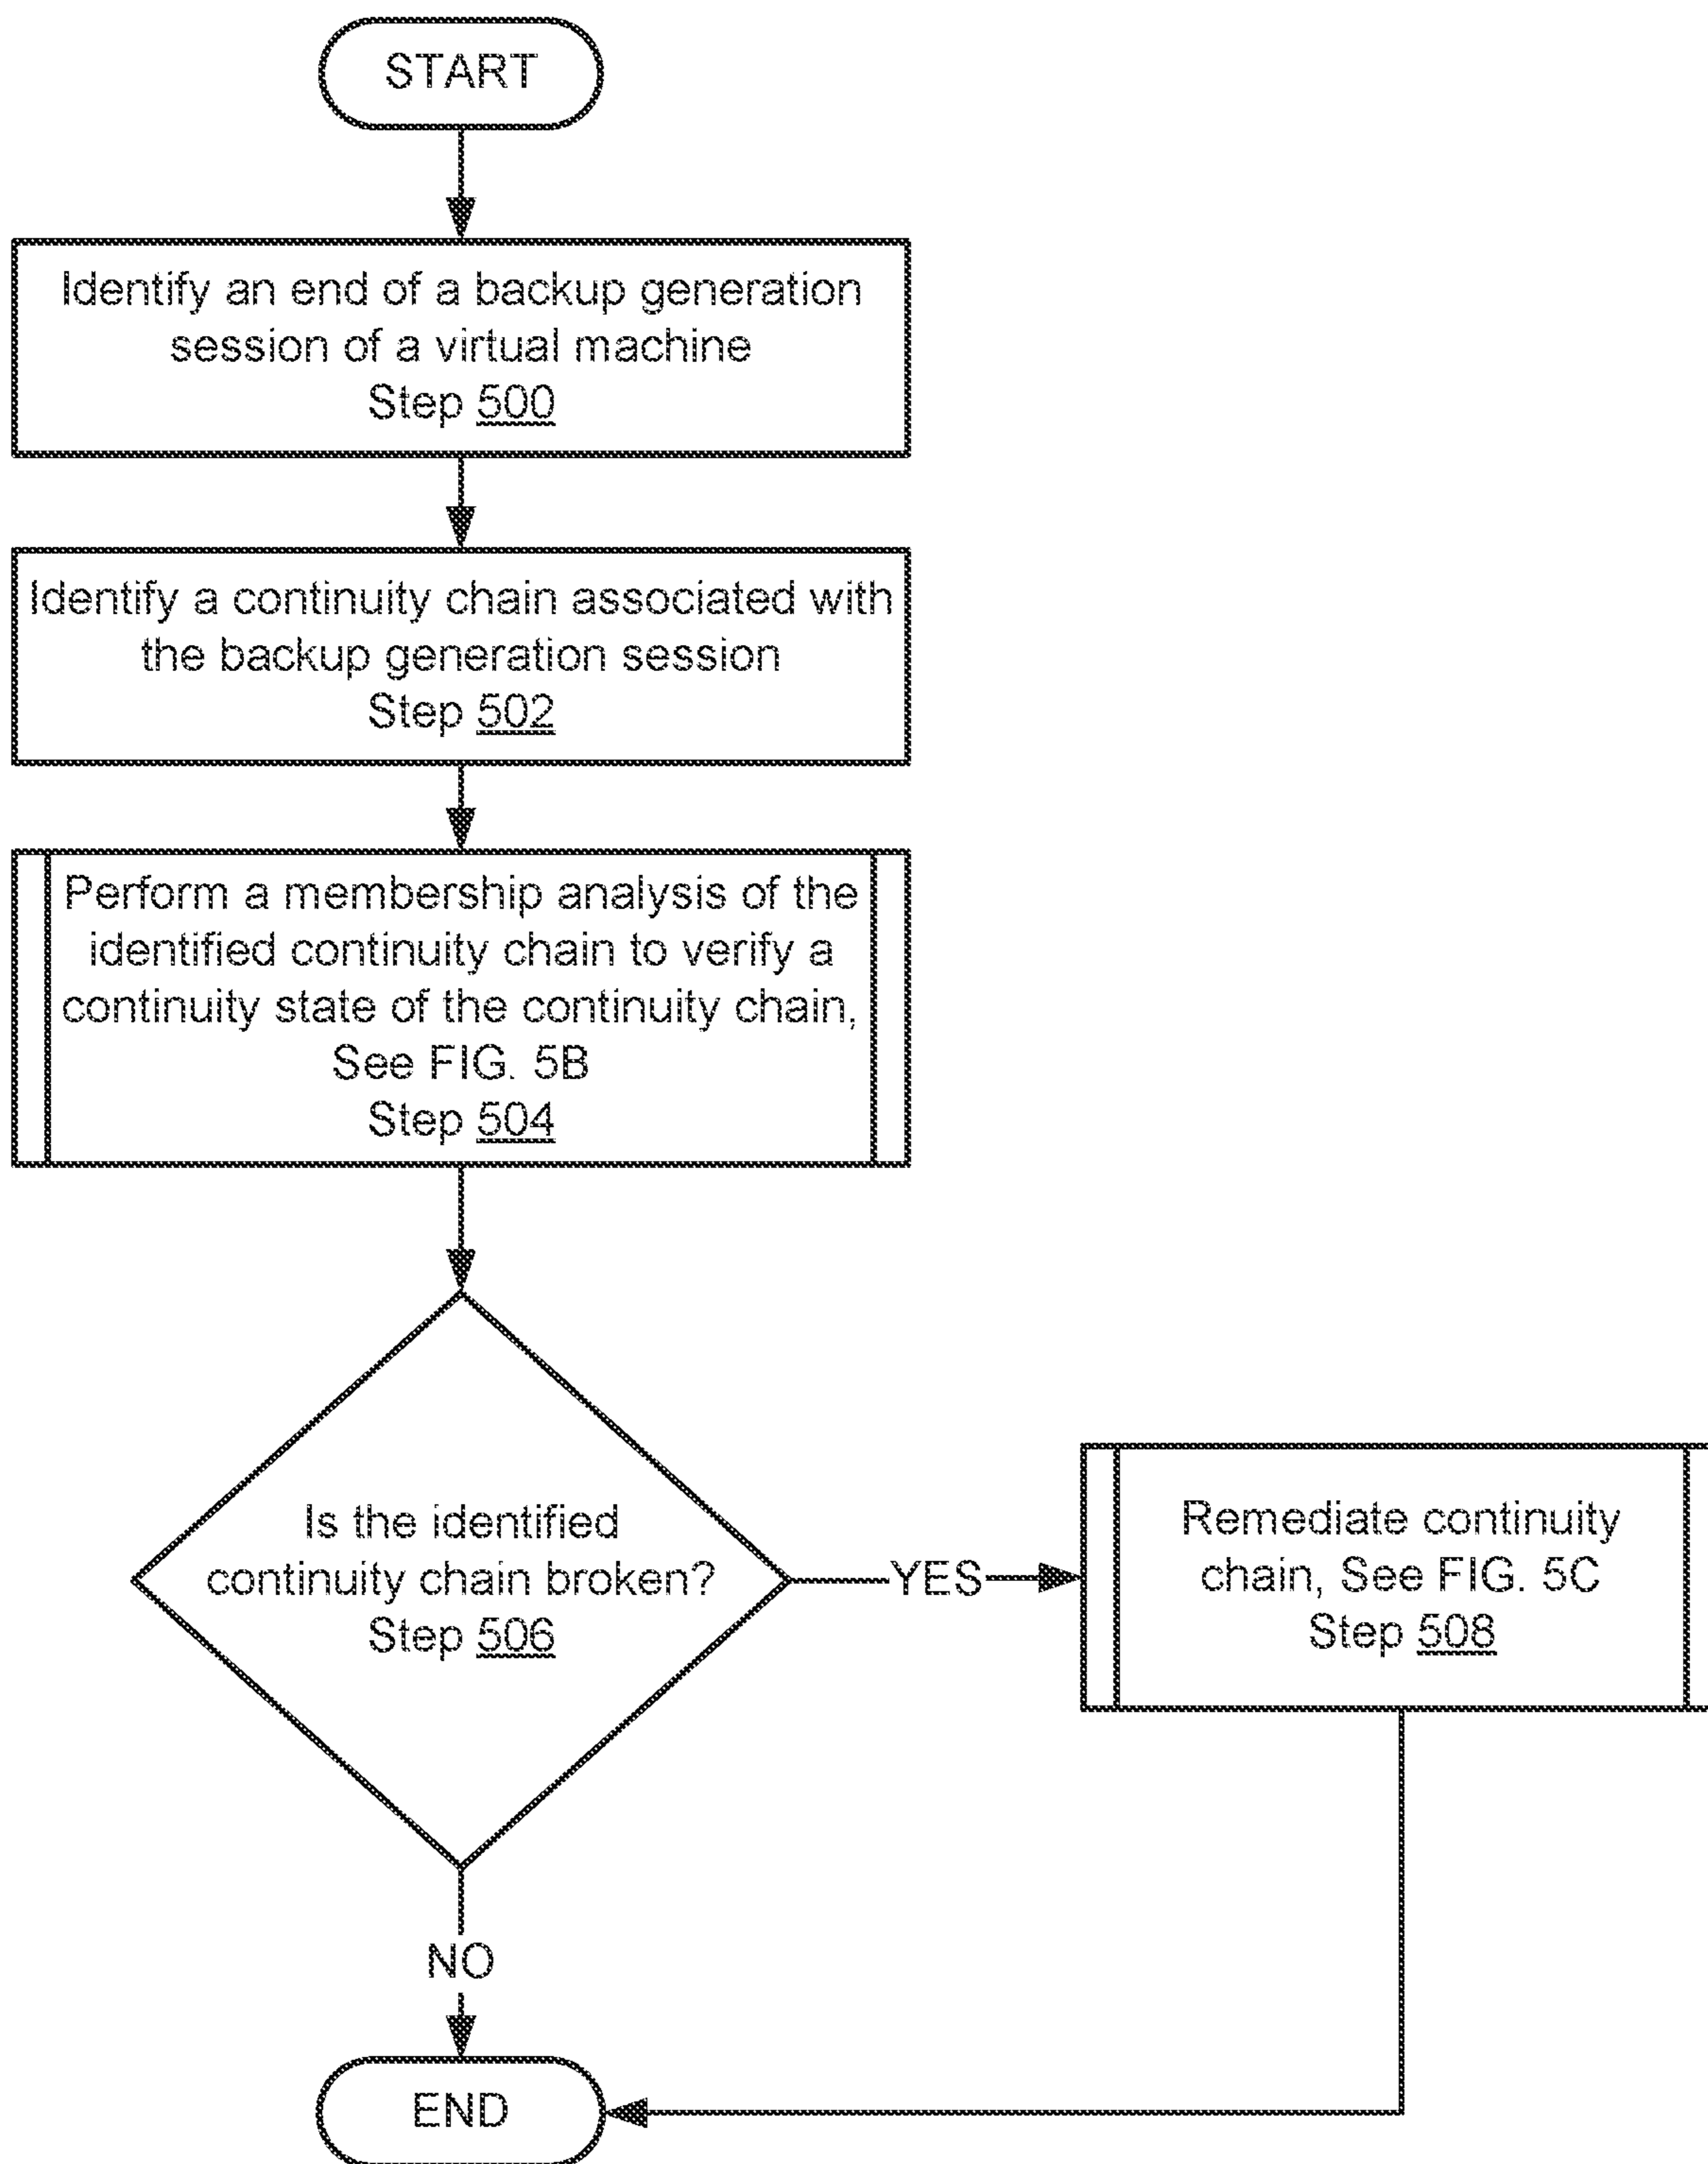 START
Identify an end of a backup generation
session of a virtual machine
Step 500
Identify a continuity chain associated with
the backup generation session
Step 502
Perform a membership analysis of the
identified continuity chain to verify a
continuity state of the continuity chain,
See FIG. 5B
Step 504
Is the identified
continuity chain broken?
Step 506
YES
Remediate continuity
chain, See FIG. 5C
Step 508
NO
END